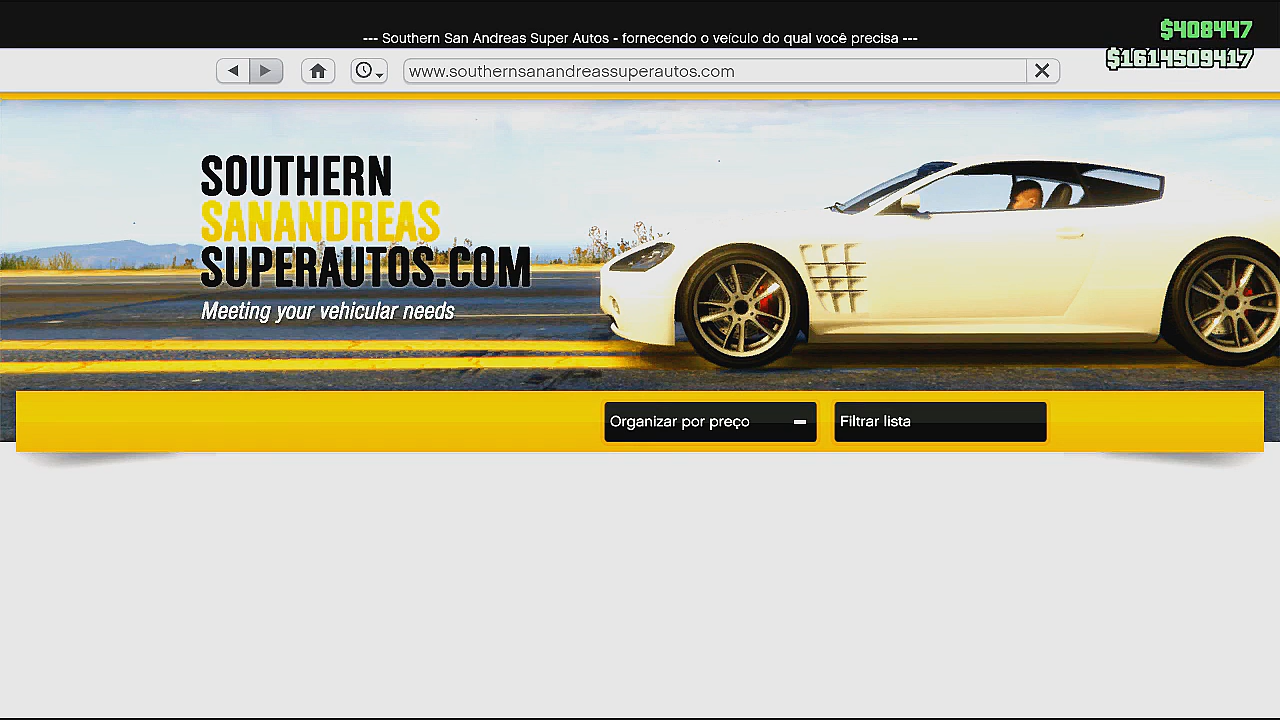 --- Southern San Andreas Super Autos - fornecendo o veículo do qual você precisa ---
$408447
$1614509417
www.southernsanandreassuperautos.com
SOUTHERN
SANANDREAS
SUPERAUTOS.COM
Meeting your vehicular needs
Organizar por preço
Filtrar lista